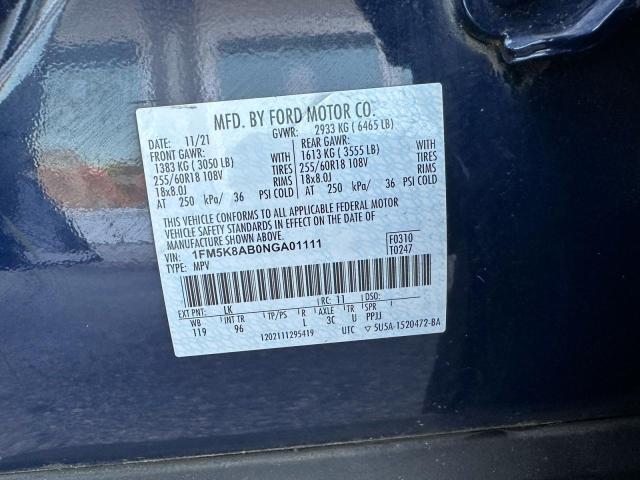 MFD. BY FORD MOTOR CO.
DATE: 11/21 GVWR: 2933 KG ( 6465 LB)
FRONT GAWR: REAR GAWR:
1383 KG ( 3050 LB) 1613 KG ( 3555 LB)
255/60R18 108V TIRES 255/60R18 108V TIRES
18x8.0J RIMS 18x8.0J RIMS
AT 250 kPa/ 36 PSI COLD AT 250 kPa/ 36 PSI COLD
THIS VEHICLE CONFORMS TO ALL APPLICABLE FEDERAL MOTOR
VEHICLE SAFETY STANDARDS IN EFFECT ON THE DATE OF
MANUFACTURE SHOWN ABOVE.
VIN: 1FM5K8AB0NGA01111 F0310
TYPE: MPV T0247
EXT PNT: LK RC: 11 DSO:
WB INT TR TP/PS R AXLE TR SPR
119 96 L 3C U PPJJ
1202111295419 UTC ▽ 5U5A-1520472-BA